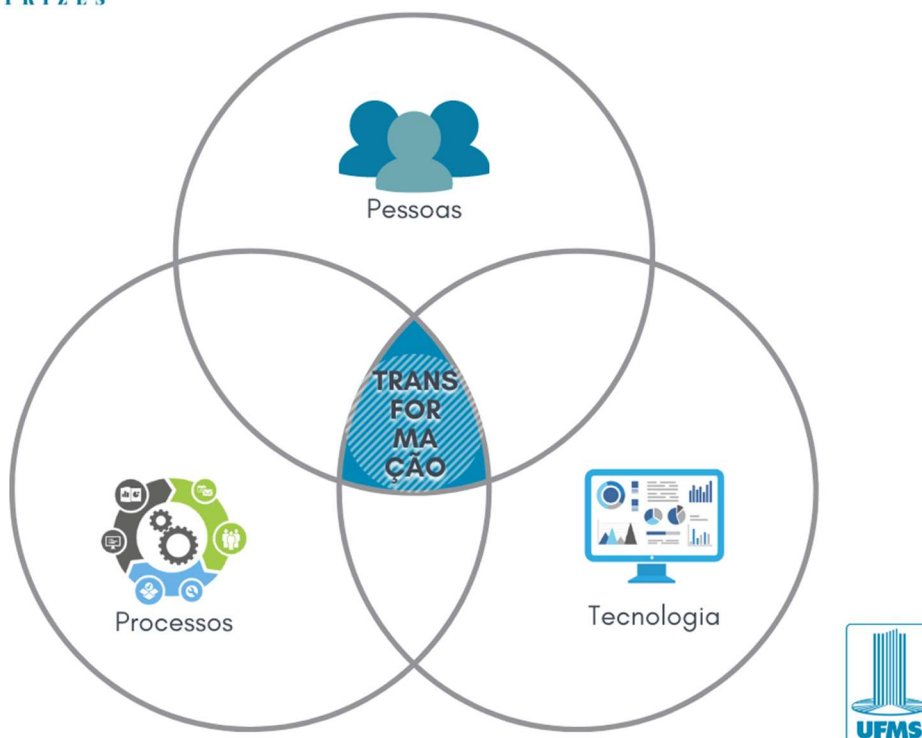 Pessoas
TRANS
FOR
MA
ÇÃO
Processos
Tecnologia
UFMS